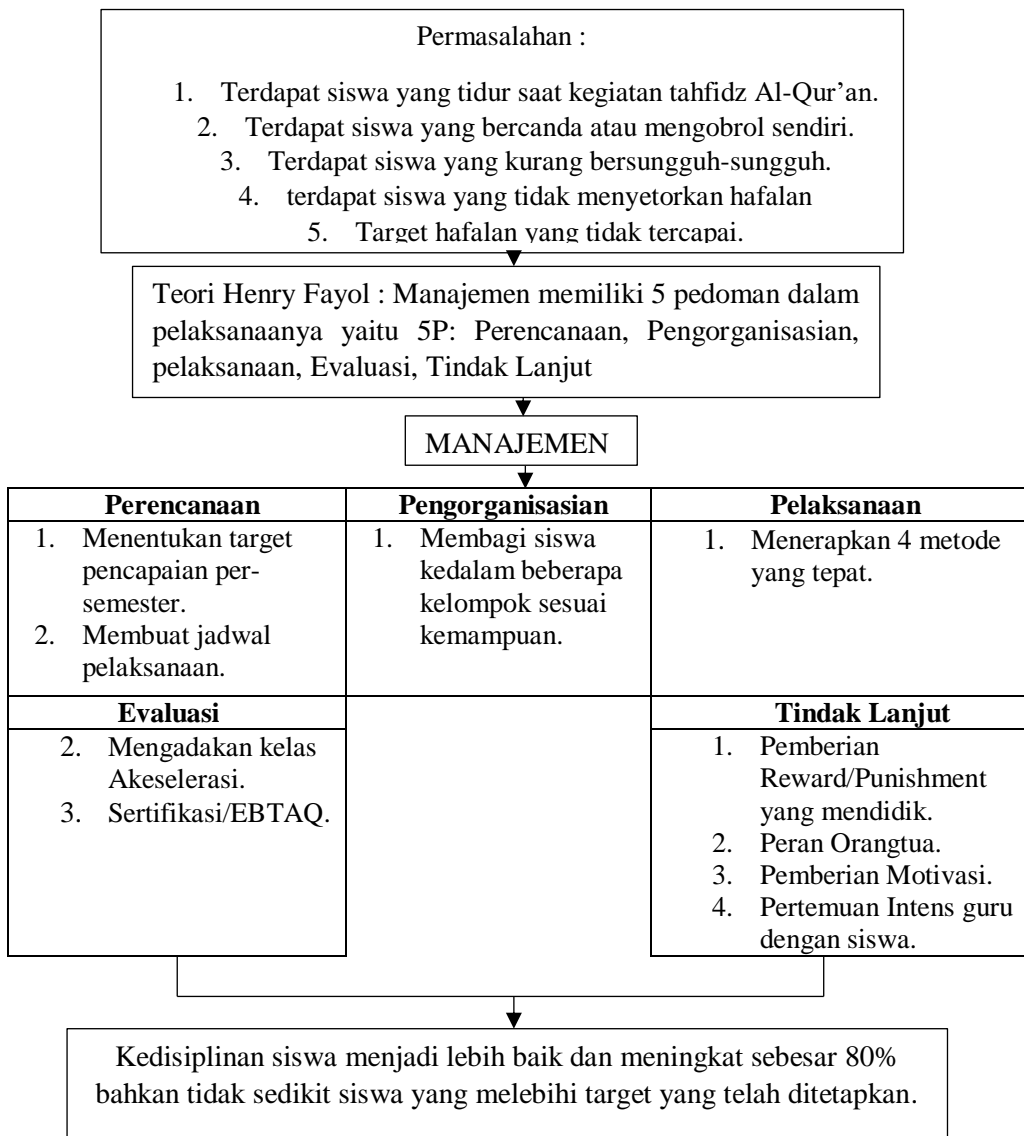 Permasalahan :
1. Terdapat siswa yang tidur saat kegiatan tahfidz Al-Qur’an.
2. Terdapat siswa yang bercanda atau mengobrol sendiri.
3. Terdapat siswa yang kurang bersungguh-sungguh.
4. terdapat siswa yang tidak menyetorkan hafalan
5. Target hafalan yang tidak tercapai.
Teori Henry Fayol : Manajemen memiliki 5 pedoman dalam
pelaksanaanya yaitu 5P: Perencanaan, Pengorganisasian,
pelaksanaan, Evaluasi, Tindak Lanjut
MANAJEMEN
Perencanaan
1. Menentukan target
pencapaian per-
semester.
2. Membuat jadwal
pelaksanaan.
Pengorganisasian
1. Membagi siswa
kedalam beberapa
kelompok sesuai
kemampuan.
Pelaksanaan
1. Menerapkan 4 metode
yang tepat.
Evaluasi
2. Mengadakan kelas
Akeselerasi.
3. Sertifikasi/EBTAQ.
Tindak Lanjut
1. Pemberian
Reward/Punishment
yang mendidik.
2. Peran Orangtua.
3. Pemberian Motivasi.
4. Pertemuan Intens guru
dengan siswa.
Kedisiplinan siswa menjadi lebih baik dan meningkat sebesar 80%
bahkan tidak sedikit siswa yang melebihi target yang telah ditetapkan.